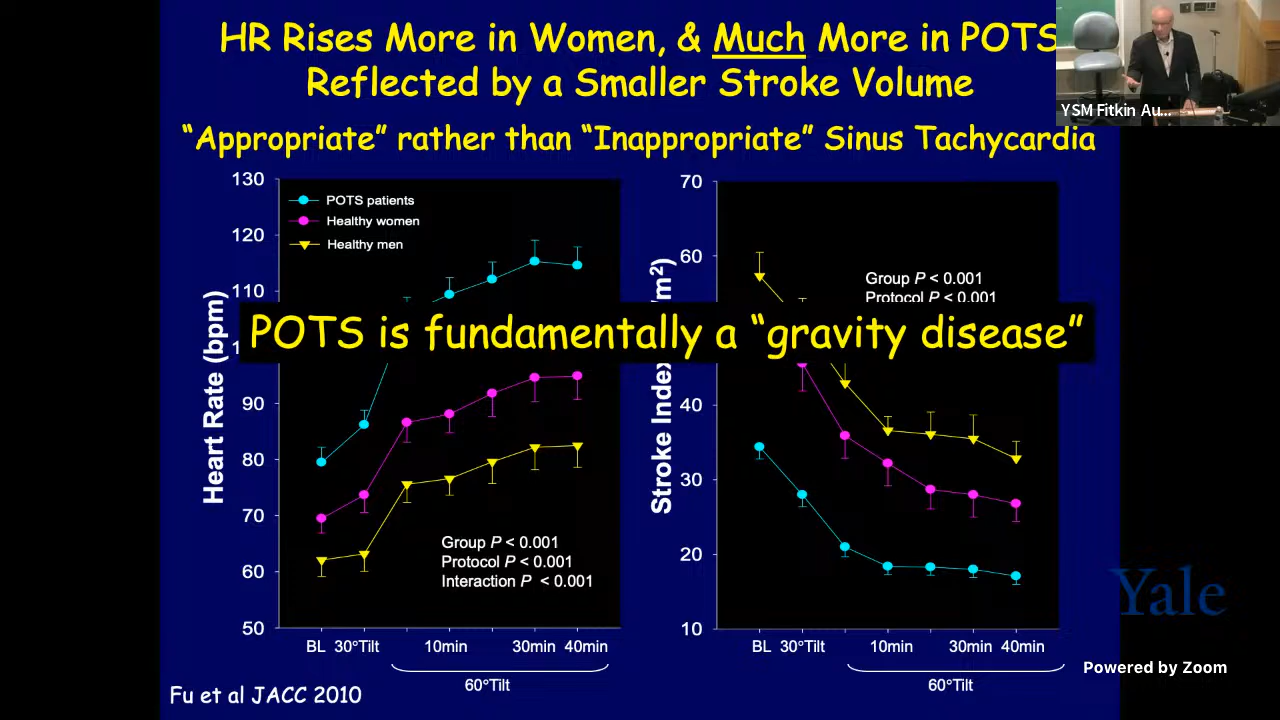 HR Rises More in Women, & Much More in POTS
Reflected by a Smaller Stroke Volume
“Appropriate” rather than “Inappropriate” Sinus Tachycardia
YSM Fitkin Au...
130
120
110
90
80
70
60
50
Heart Rate (bpm)
POTS patients
Healthy women
Healthy men
Group P < 0.001
Protocol P < 0.001
Interaction P < 0.001
BL 30°Tilt 10min 30min 40min
60°Tilt
POTS is fundamentally a “gravity disease”
70
60
40
30
20
10
Stroke Index
/m²)
Group P < 0.001
Protocol P < 0.001
BL 30°Tilt 10min 30min 40min
60°Tilt
Fu et al JACC 2010
Yale
Powered by Zoom